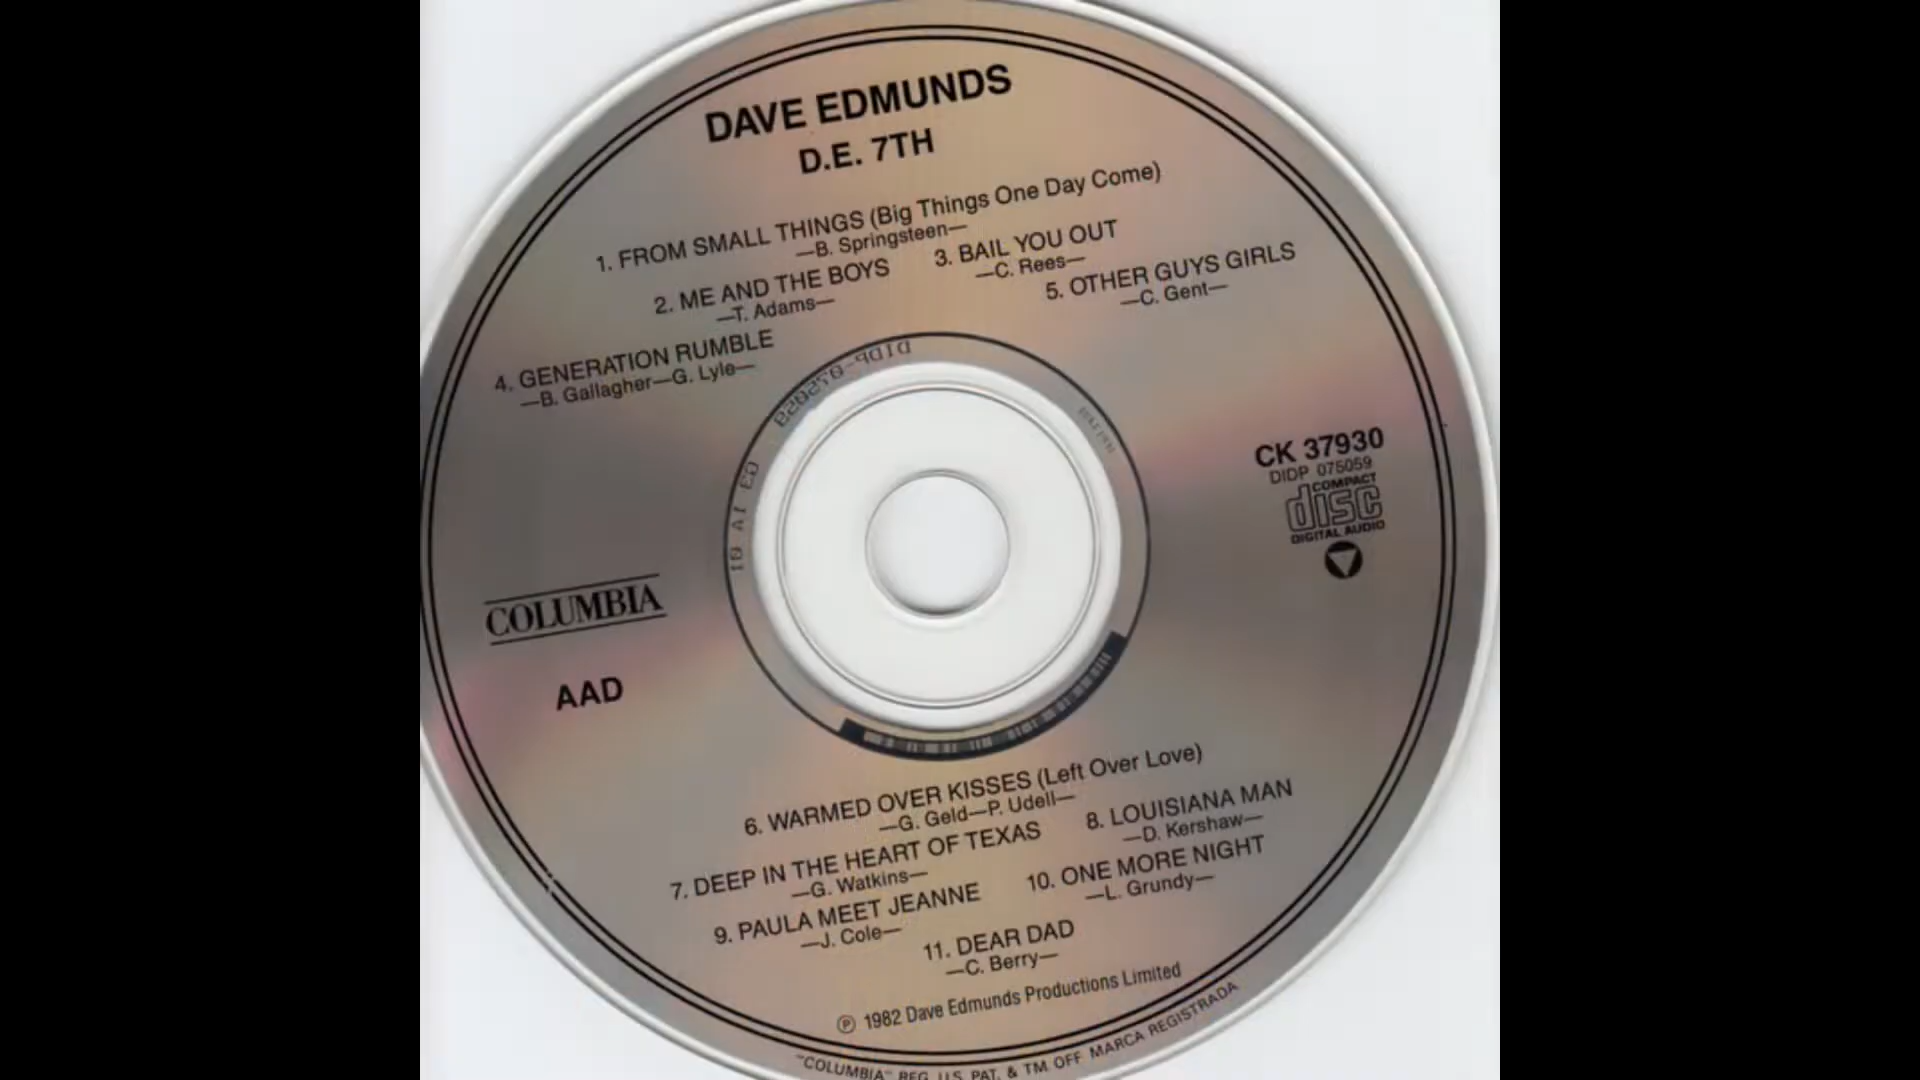 DAVE EDMUNDS
D.E. 7TH
1. FROM SMALL THINGS (Big Things One Day Come)
—B. Springsteen—
2. ME AND THE BOYS
—T. Adams—
3. BAIL YOU OUT
—C. Rees—
4. GENERATION RUMBLE
—B. Gallagher—G. Lyle—
5. OTHER GUYS GIRLS
—C. Gent—
CK 37930
DIDP 075059
COMPACT
disc
DIGITAL AUDIO
COLUMBIA
AAD
6. WARMED OVER KISSES (Left Over Love)
—G. Geld—P. Udell—
7. DEEP IN THE HEART OF TEXAS
—G. Watkins—
8. LOUISIANA MAN
—D. Kershaw—
9. PAULA MEET JEANNE
—J. Cole—
10. ONE MORE NIGHT
—L. Grundy—
11. DEAR DAD
—C. Berry—
℗ 1982 Dave Edmunds Productions Limited
"COLUMBIA" REG. U.S. PAT. & TM. OFF. MARCA REGISTRADA